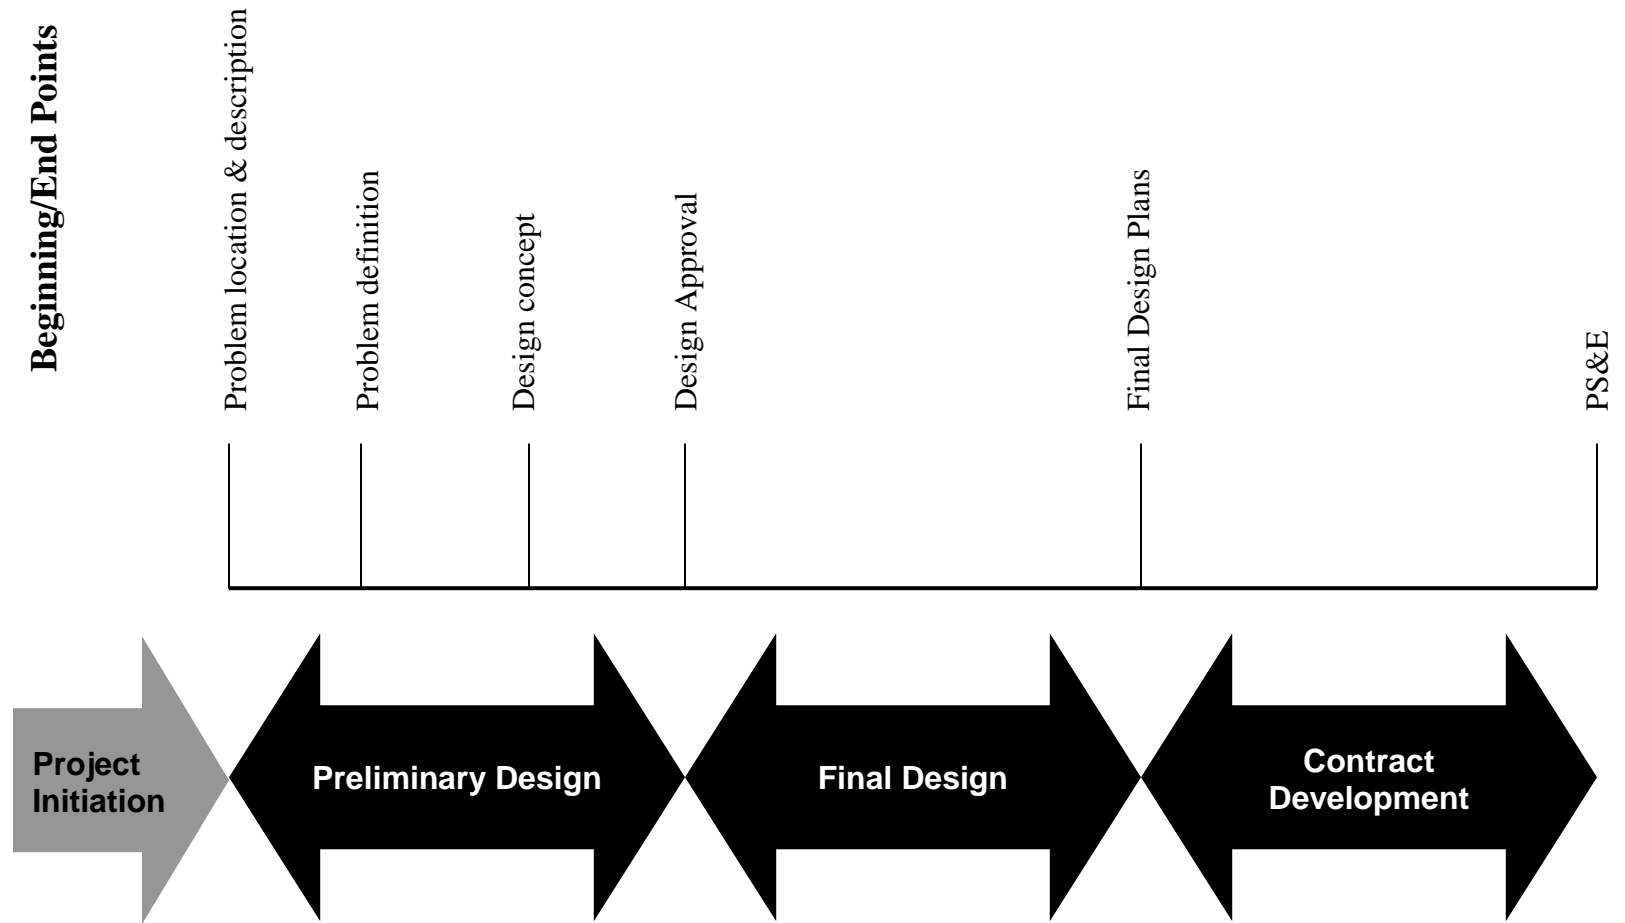 Beginning/End Points
Problem location & description
Problem definition
Design concept
Design Approval
Final Design Plans
PS&E
Project
Initiation
Preliminary Design
Final Design
Contract
Development